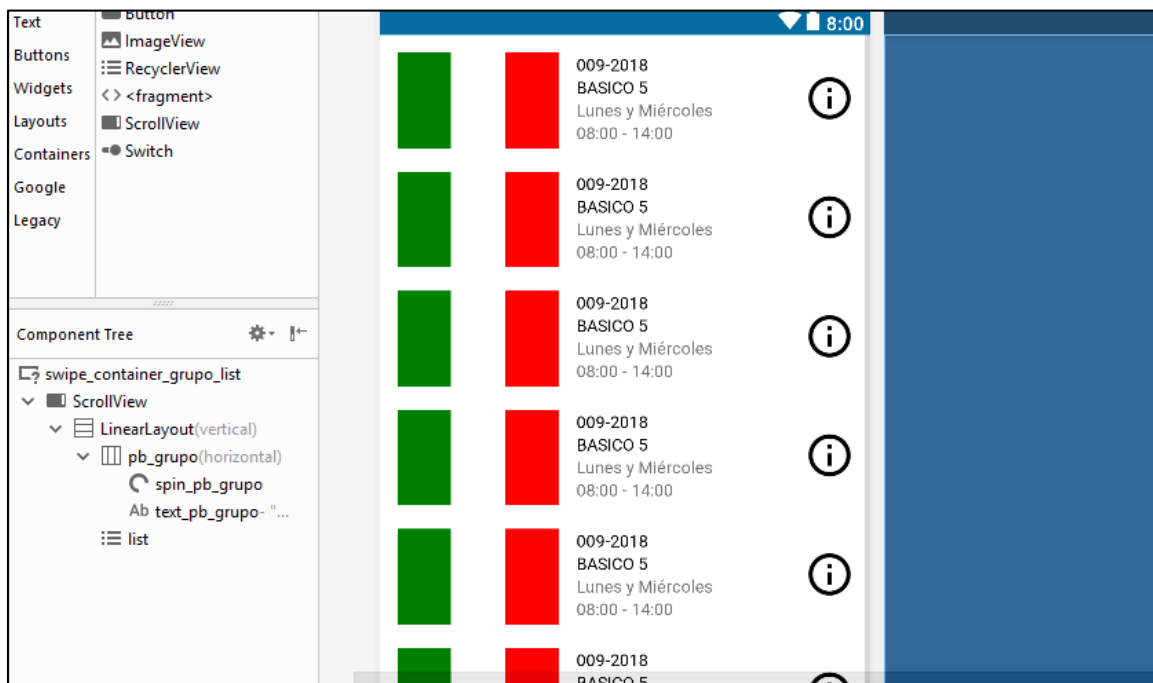 Text
Buttons
Widgets
Layouts
Containers
Google
Legacy
Button
ImageView
RecyclerView
<fragment>
ScrollView
Switch
Component Tree
swipe_container_grupo_list
ScrollView
LinearLayout(vertical)
pb_grupo(horizontal)
spin_pb_grupo
Ab text_pb_grupo- "...
list
8:00
009-2018
BASICO 5
Lunes y Miércoles
08:00 - 14:00
009-2018
BASICO 5
Lunes y Miércoles
08:00 - 14:00
009-2018
BASICO 5
Lunes y Miércoles
08:00 - 14:00
009-2018
BASICO 5
Lunes y Miércoles
08:00 - 14:00
009-2018
BASICO 5
Lunes y Miércoles
08:00 - 14:00
009-2018
BASICO 5